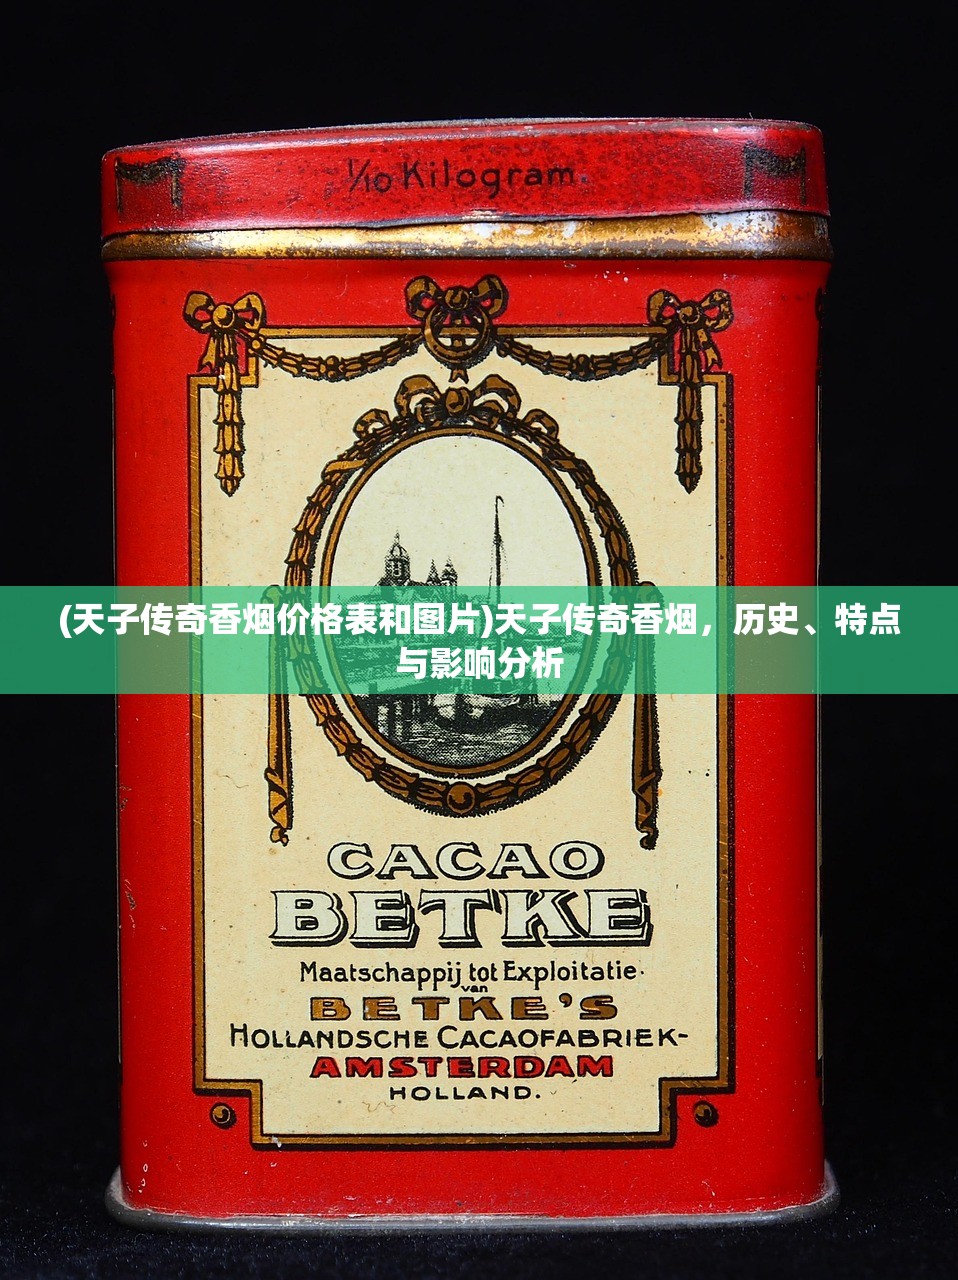 1/10 Kilogram.
(天子传奇香烟价格表和图片)天子传奇香烟，历史、特点
与影响分析
CACAO
BETKE
Maatschappij tot Exploitatie·
van
BETKE'S
HOLLANDSCHE CACAOFABRIEK-
AMSTERDAM
HOLLAND.